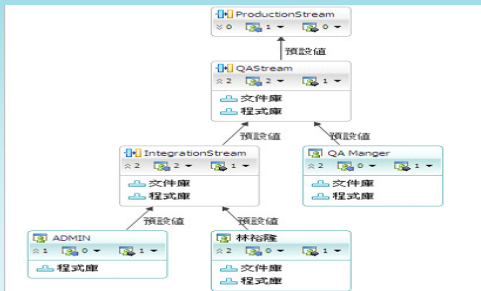 ProductionStream
0 1 0
預設值
QAStream
2 2 1
文件庫
程式庫
預設值 預設值
IntegrationStream
2 2 1
文件庫
程式庫
QA Manger
2 0 1
文件庫
程式庫
預設值 預設值
ADMIN
1 0 1
程式庫
林裕隆
2 0 1
文件庫
程式庫